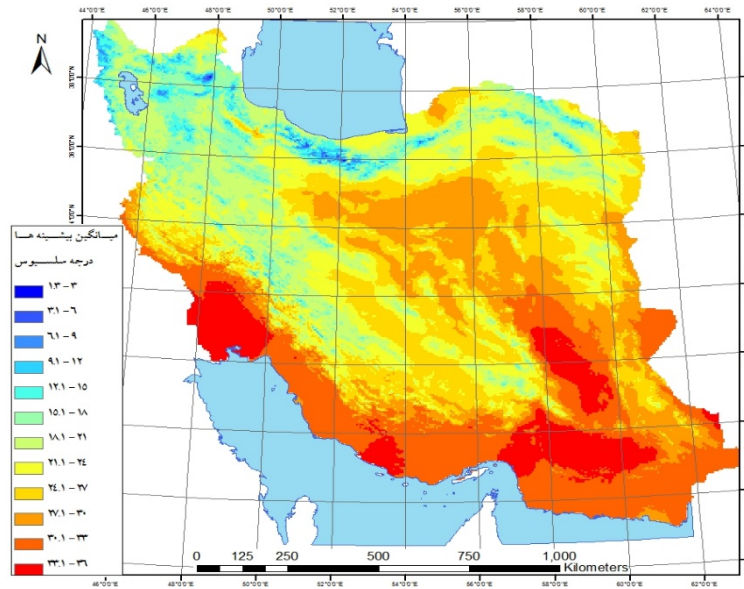 44°0'0"E 46°0'0"E 48°0'0"E 50°0'0"E 52°0'0"E 54°0'0"E 56°0'0"E 58°0'0"E 60°0'0"E 62°0'0"E 64°0'0"E
N
میانگین بیشینه ها
درجه سلسیوس
۱.۳ – ۳
۳.۱ – ۶
۶.۱ – ۹
۹.۱ – ۱۲
۱۲.۱ – ۱۵
۱۵.۱ – ۱۸
۱۸.۱ – ۲۱
۲۱.۱ – ۲۴
۲۴.۱ – ۲۷
۲۷.۱ – ۳۰
۳۰.۱ – ۳۳
۳۳.۱ – ۳۶
0 125 250 500 750 1,000
Kilometers
46°0'0"E 48°0'0"E 50°0'0"E 52°0'0"E 54°0'0"E 56°0'0"E 58°0'0"E 60°0'0"E 62°0'0"E